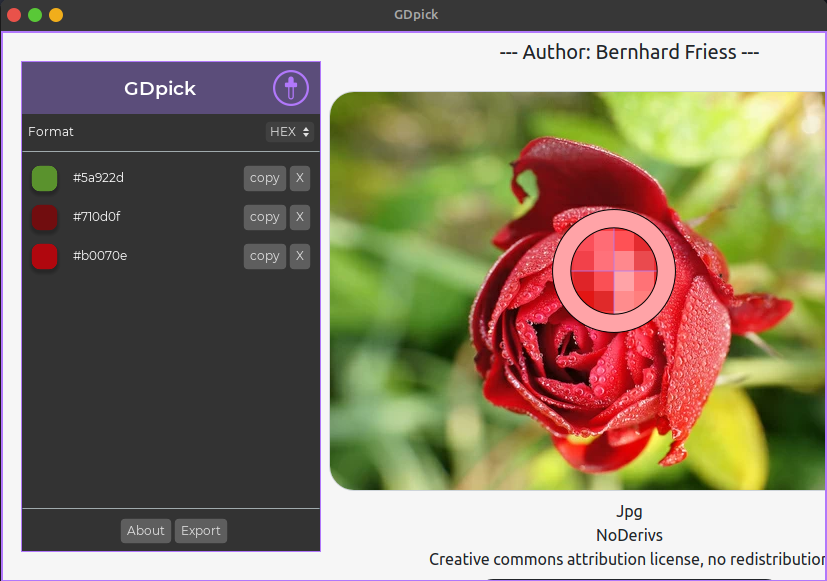 GDpick
--- Author: Bernhard Friess ---
GDpick
Format
HEX
#5a922d
copy
X
#710d0f
copy
X
#b0070e
copy
X
About
Export
Jpg
NoDerivs
Creative commons attribution license, no redistribution